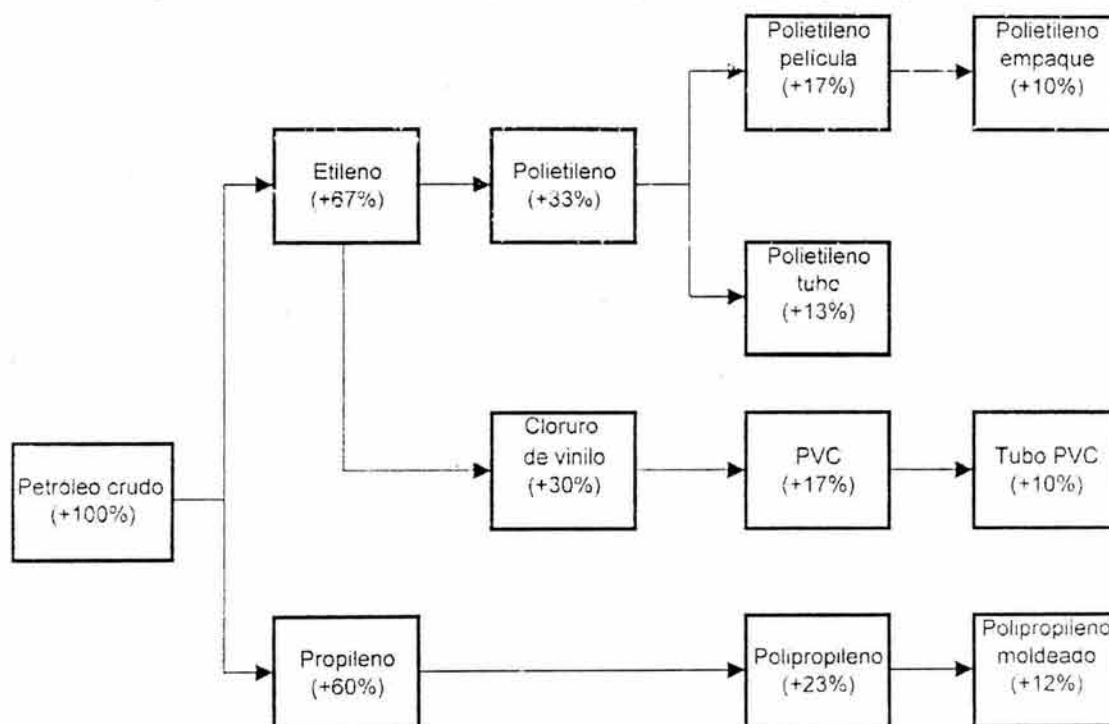 Polietileno
película
(+17%)
Polietileno
empaque
(+10%)
Etileno
(+67%)
Polietileno
(+33%)
Polietileno
tubo
(+13%)
Cloruro
de vinilo
(+30%)
PVC
(+17%)
Tubo PVC
(+10%)
Petróleo crudo
(+100%)
Propileno
(+60%)
Polipropileno
(+23%)
Polipropileno
moldeado
(+12%)